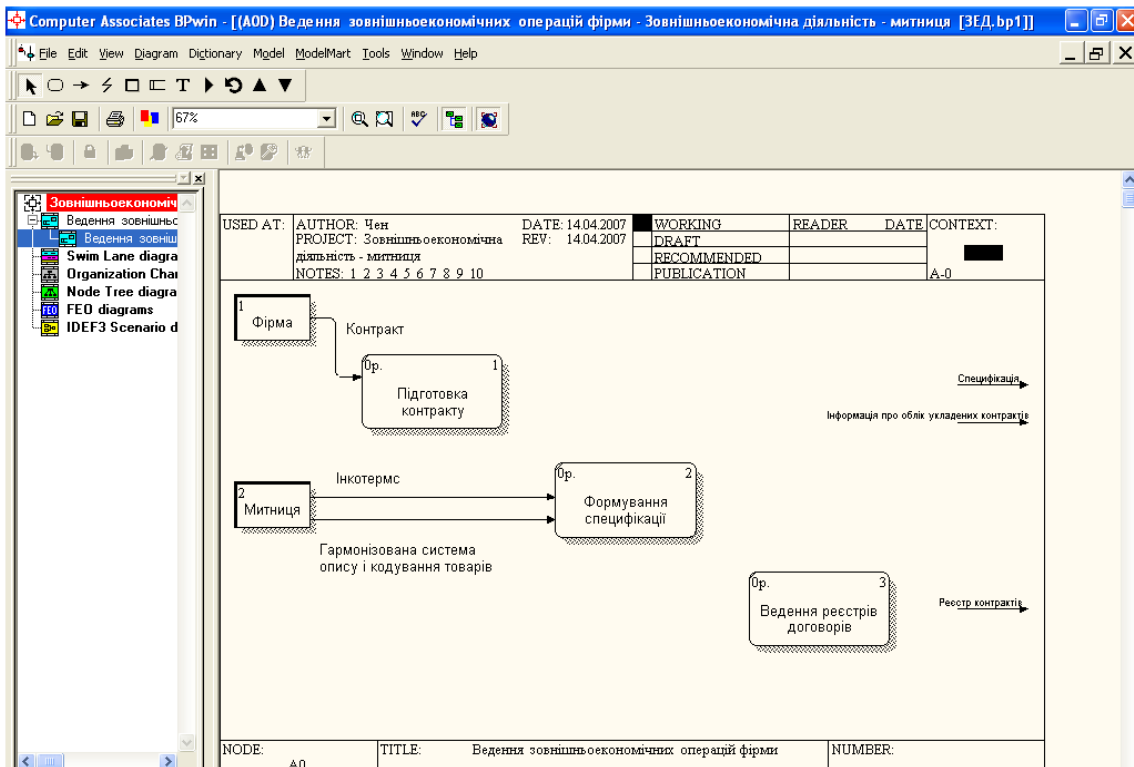 Computer Associates BPwin - [(AOD) Ведення зовнішньоекономічних операцій фірми - Зовнішньоекономічна діяльність - митниця [ЗЕД.bp1]]
File Edit View Diagram Dictionary Model ModelMart Tools Window Help
T
67%
ABC
Зовнішньоекономіч
Ведення зовнішньс
Ведення зовніш
Swim Lane diagra
Organization Char
Node Tree diagra
FEO FEO diagrams
IDEF3 Scenario d
USED AT: AUTHOR: Чен DATE: 14.04.2007 WORKING READER DATE CONTEXT:
PROJECT: Зовнішньоекономічна REV: 14.04.2007 DRAFT
діяльність - митниця RECOMMENDED
NOTES: 1 2 3 4 5 6 7 8 9 10 PUBLICATION A-0
1
Фірма
Контракт
0р. 1
Підготовка
контракту
Специфікація
Інформація про облік укладених контрактів
Інкотермс
2
Митниця
0р. 2
Формування
специфікації
Гармонізована система
опису і кодування товарів
0р. 3
Ведення реєстрів
договорів
Реєстр контрактів
NODE: TITLE: Ведення зовнішньоекономічних операцій фірми NUMBER:
A0